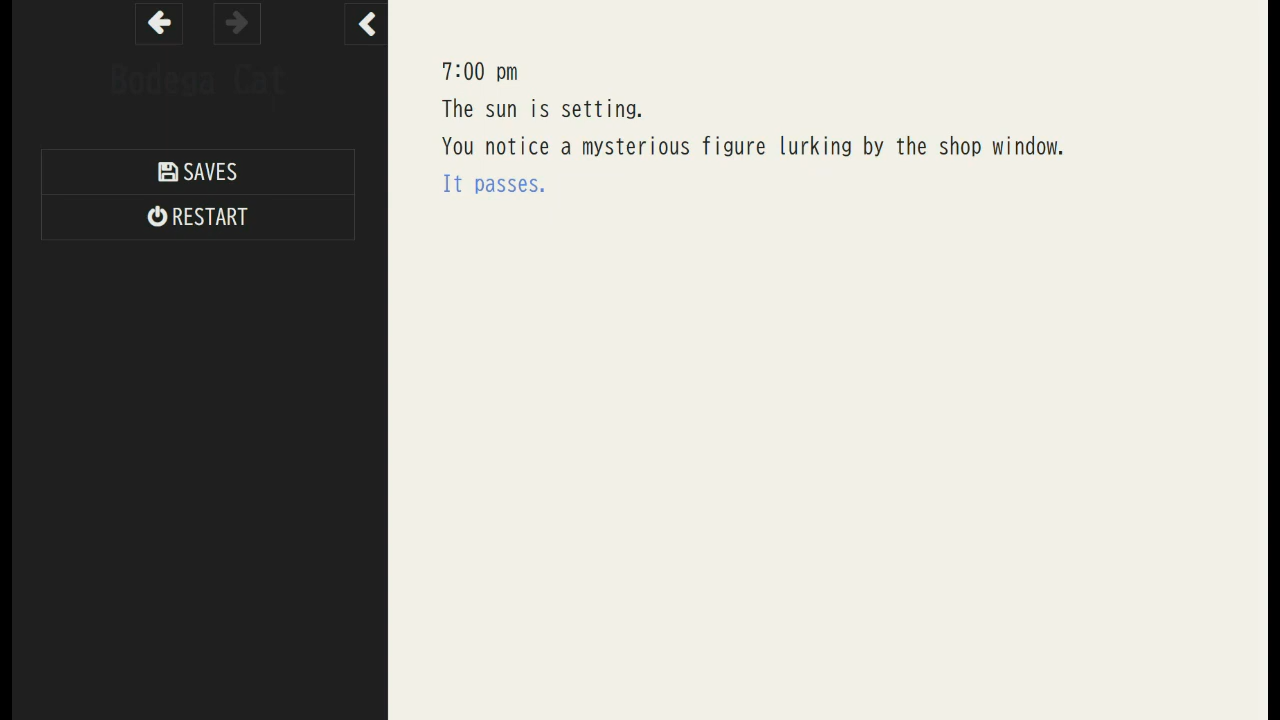 Bodega Cat
SAVES
RESTART
7:00 pm
The sun is setting.
You notice a mysterious figure lurking by the shop window.
It passes.